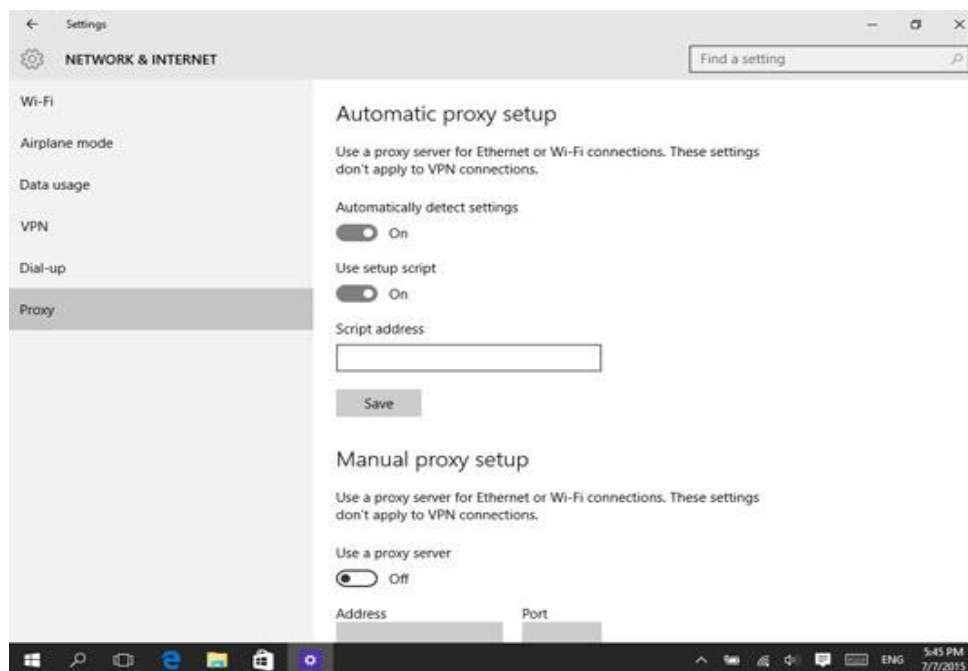 Settings
NETWORK & INTERNET
Find a setting
Wi-Fi
Airplane mode
Data usage
VPN
Dial-up
Proxy
Automatic proxy setup
Use a proxy server for Ethernet or Wi-Fi connections. These settings
don't apply to VPN connections.
Automatically detect settings
On
Use setup script
On
Script address
Save
Manual proxy setup
Use a proxy server for Ethernet or Wi-Fi connections. These settings
don't apply to VPN connections.
Use a proxy server
Off
Address Port
ENG
5:45 PM
7/7/2015